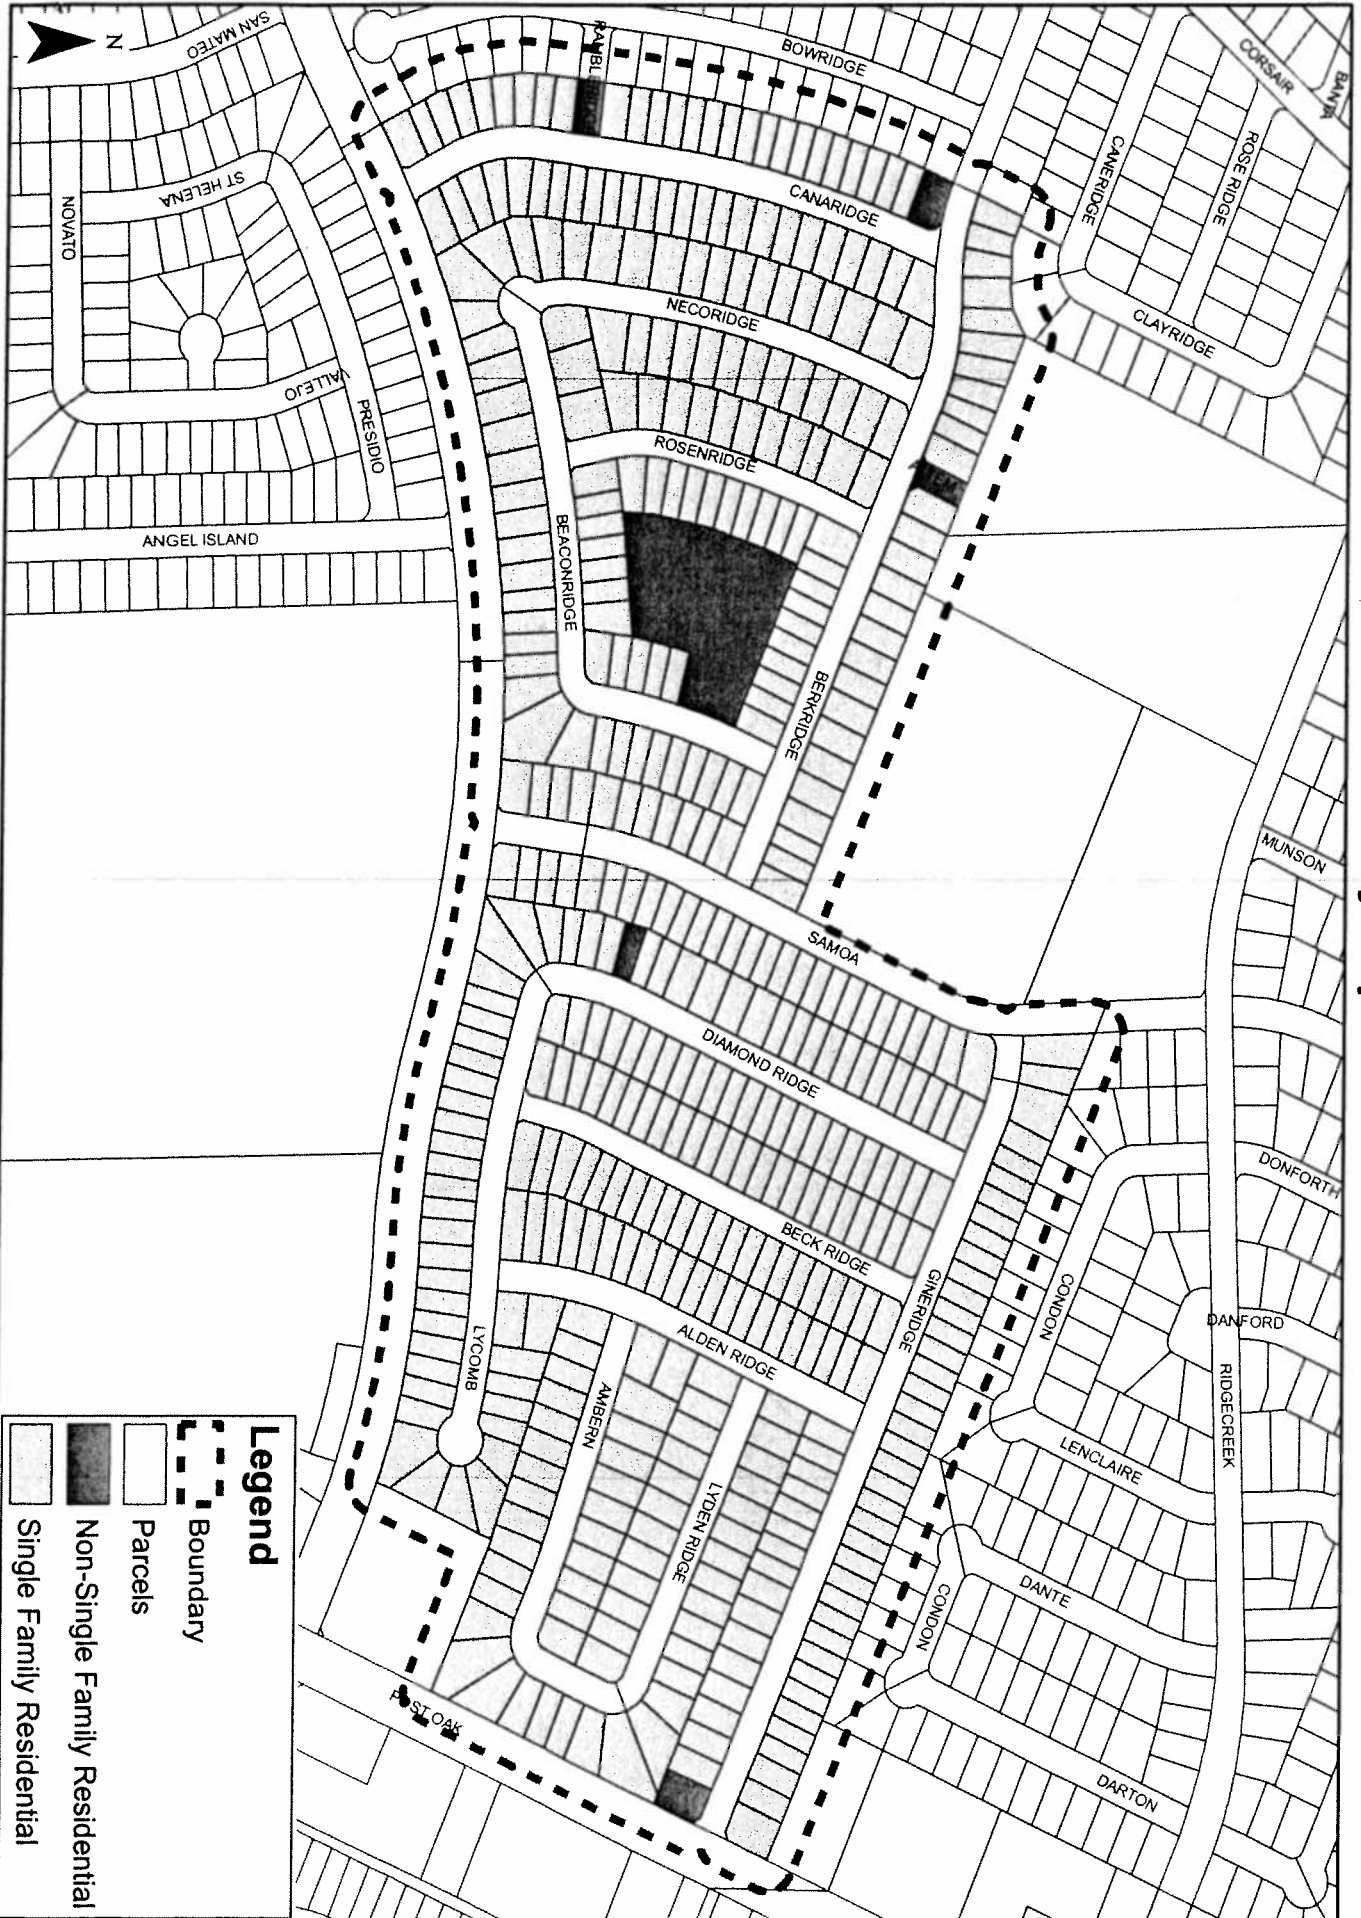 N
SAN MATEO
ST HELENA
NOVATO
VALLEJO
PRESIDIO
ANGEL ISLAND
BOWRIDGE
CORSAIR
CANERIDGE
ROSE RIDGE
CLAYRIDGE
CANARIDGE
NECORIDGE
ROSENRIDGE
BEACONRIDGE
BERKRIDGE
MUNSON
SAMOA
DIAMOND RIDGE
BECK RIDGE
DONFORTH
GINERIDGE
CONDON
DANFORD
RIDGECREEK
ALDEN RIDGE
LYCOMB
AMBERN
LYDEN RIDGE
LENCLAIRE
DANTE
CONDON
DARTON
POST OAK
Legend
Boundary
Parcels
Non-Single Family Residential
Single Family Residential